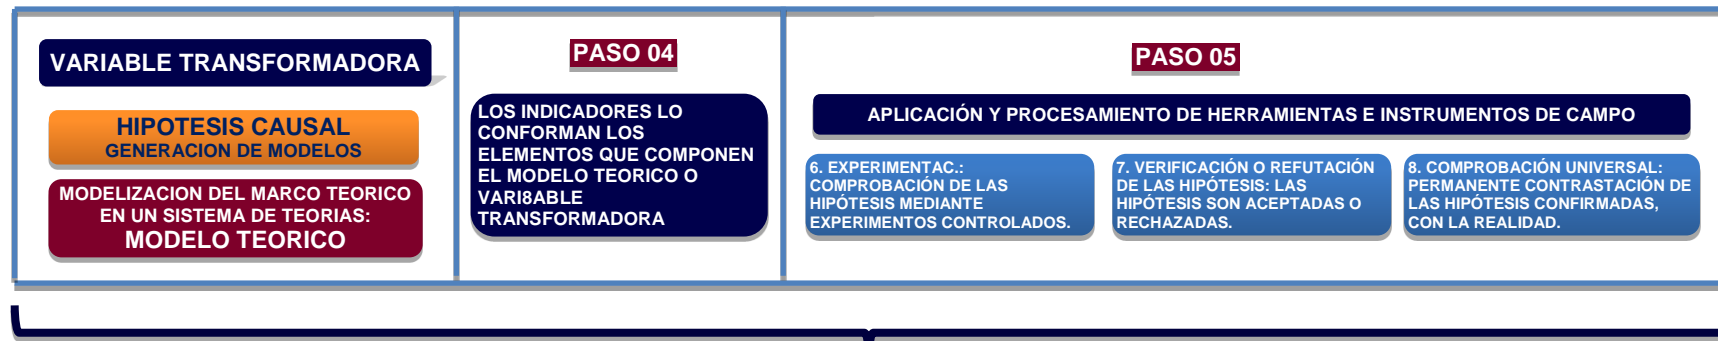 VARIABLE TRANSFORMADORA
HIPOTESIS CAUSAL
GENERACION DE MODELOS
MODELIZACION DEL MARCO TEORICO
EN UN SISTEMA DE TEORIAS:
MODELO TEORICO
PASO 04
LOS INDICADORES LO
CONFORMAN LOS
ELEMENTOS QUE COMPONEN
EL MODELO TEORICO O
VARI8ABLE
TRANSFORMADORA
PASO 05
APLICACIÓN Y PROCESAMIENTO DE HERRAMIENTAS E INSTRUMENTOS DE CAMPO
6. EXPERIMENTAC.:
COMPROBACIÓN DE LAS
HIPÓTESIS MEDIANTE
EXPERIMENTOS CONTROLADOS.
7. VERIFICACIÓN O REFUTACIÓN
DE LAS HIPÓTESIS: LAS
HIPÓTESIS SON ACEPTADAS O
RECHAZADAS.
8. COMPROBACIÓN UNIVERSAL:
PERMANENTE CONTRASTACIÓN DE
LAS HIPÓTESIS CONFIRMADAS,
CON LA REALIDAD.